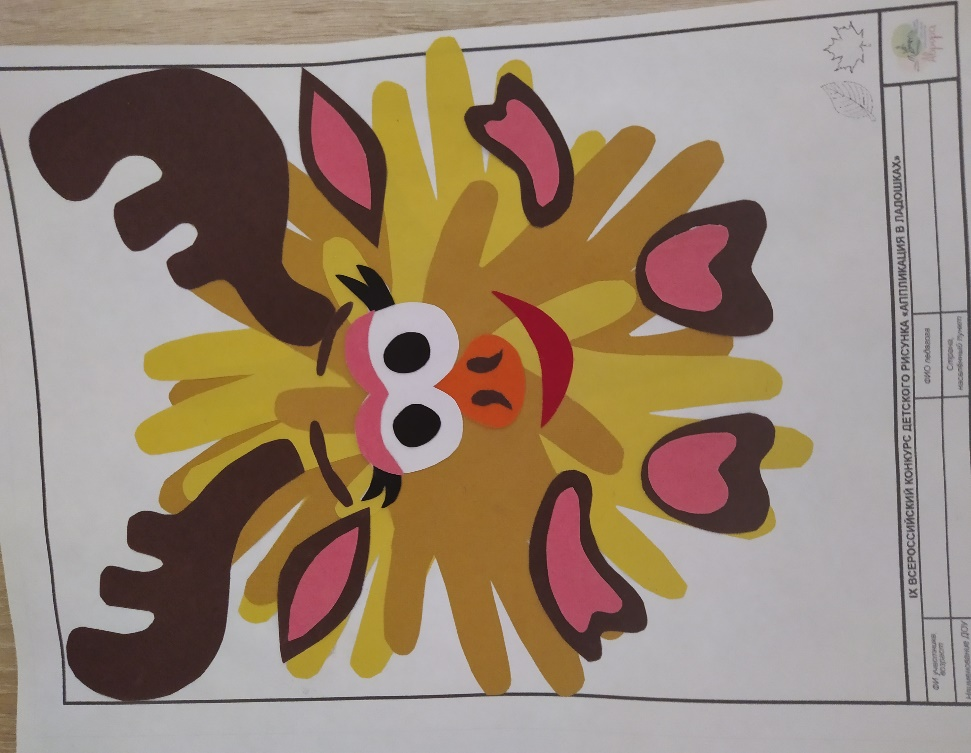 IX ВСЕРОССИЙСКИЙ КОНКУРС ДЕТСКОГО РИСУНКА «АППЛИКАЦИЯ В ЛАДОШКАХ»
ФИ участника,
возраст
ФИО педагога
Наименование ДОУ
Страна,
населённый пункт